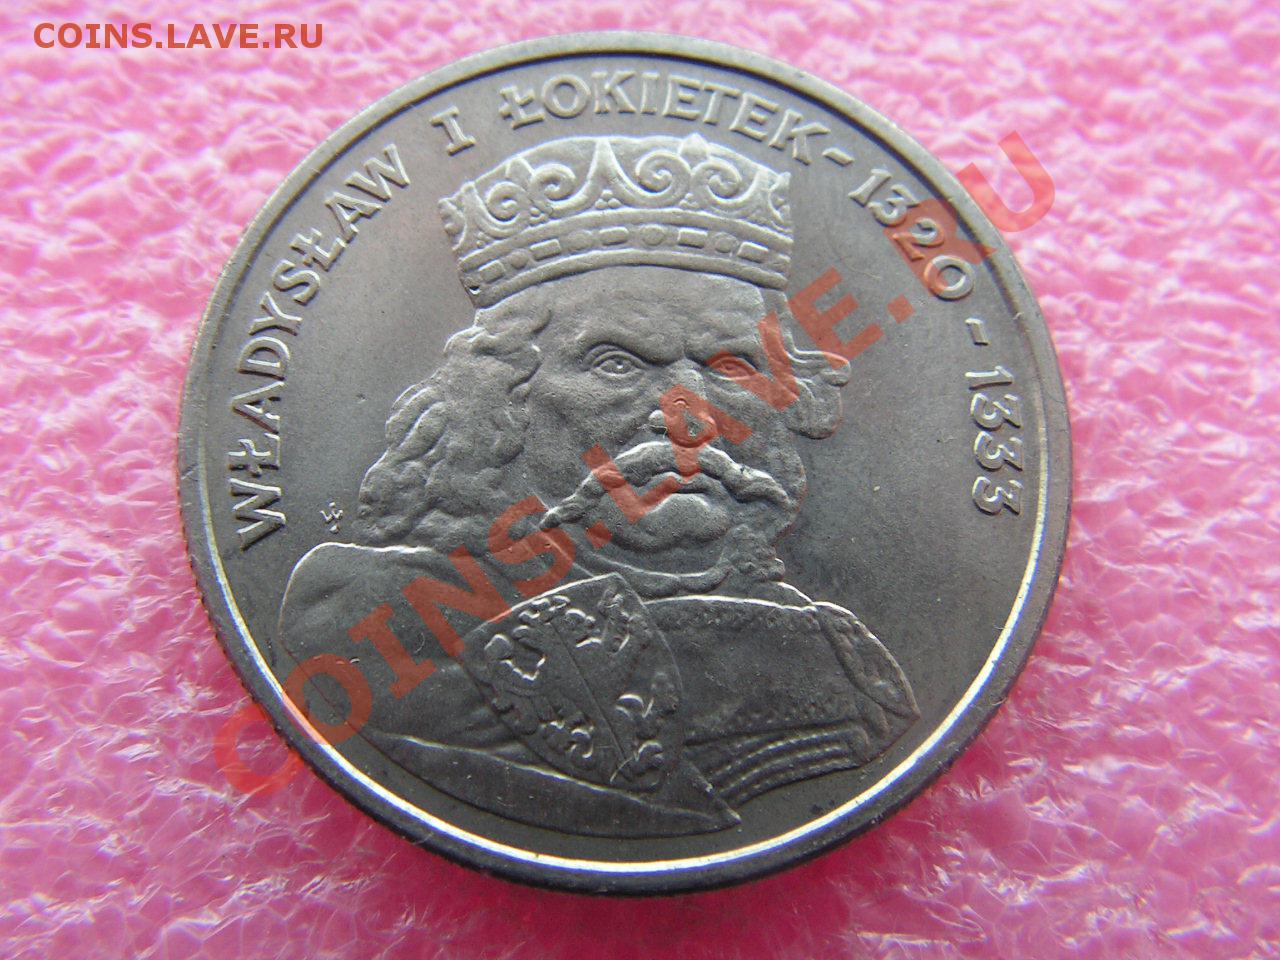 COINS.LAVE.RU
WŁADYSŁAW I ŁOKIETEK-1320-1333
COINS.LAVE.RU